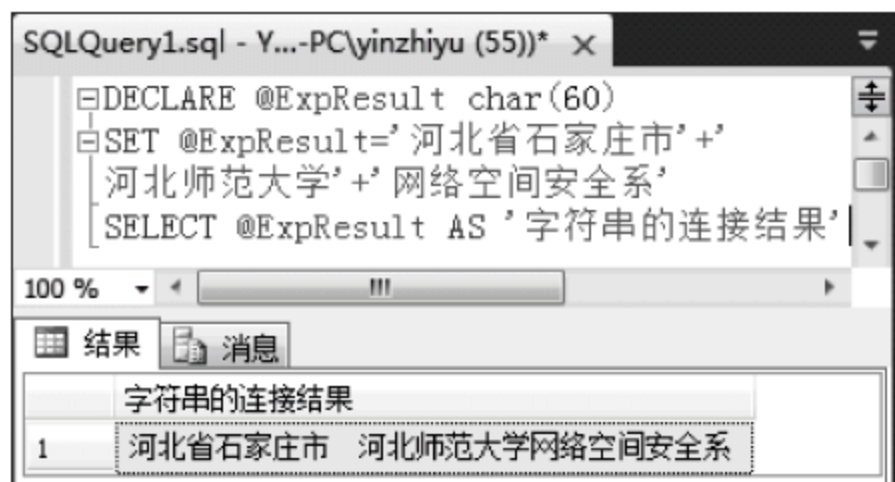 SQLQuery1.sql - Y...-PC\yinzhiyu (55))* ×
DECLARE @ExpResult char(60)
SET @ExpResult='河北省石家庄市'+'
河北师范大学'+'网络空间安全系'
SELECT @ExpResult AS '字符串的连接结果'
100 %
结果 消息
字符串的连接结果
1 河北省石家庄市 河北师范大学网络空间安全系